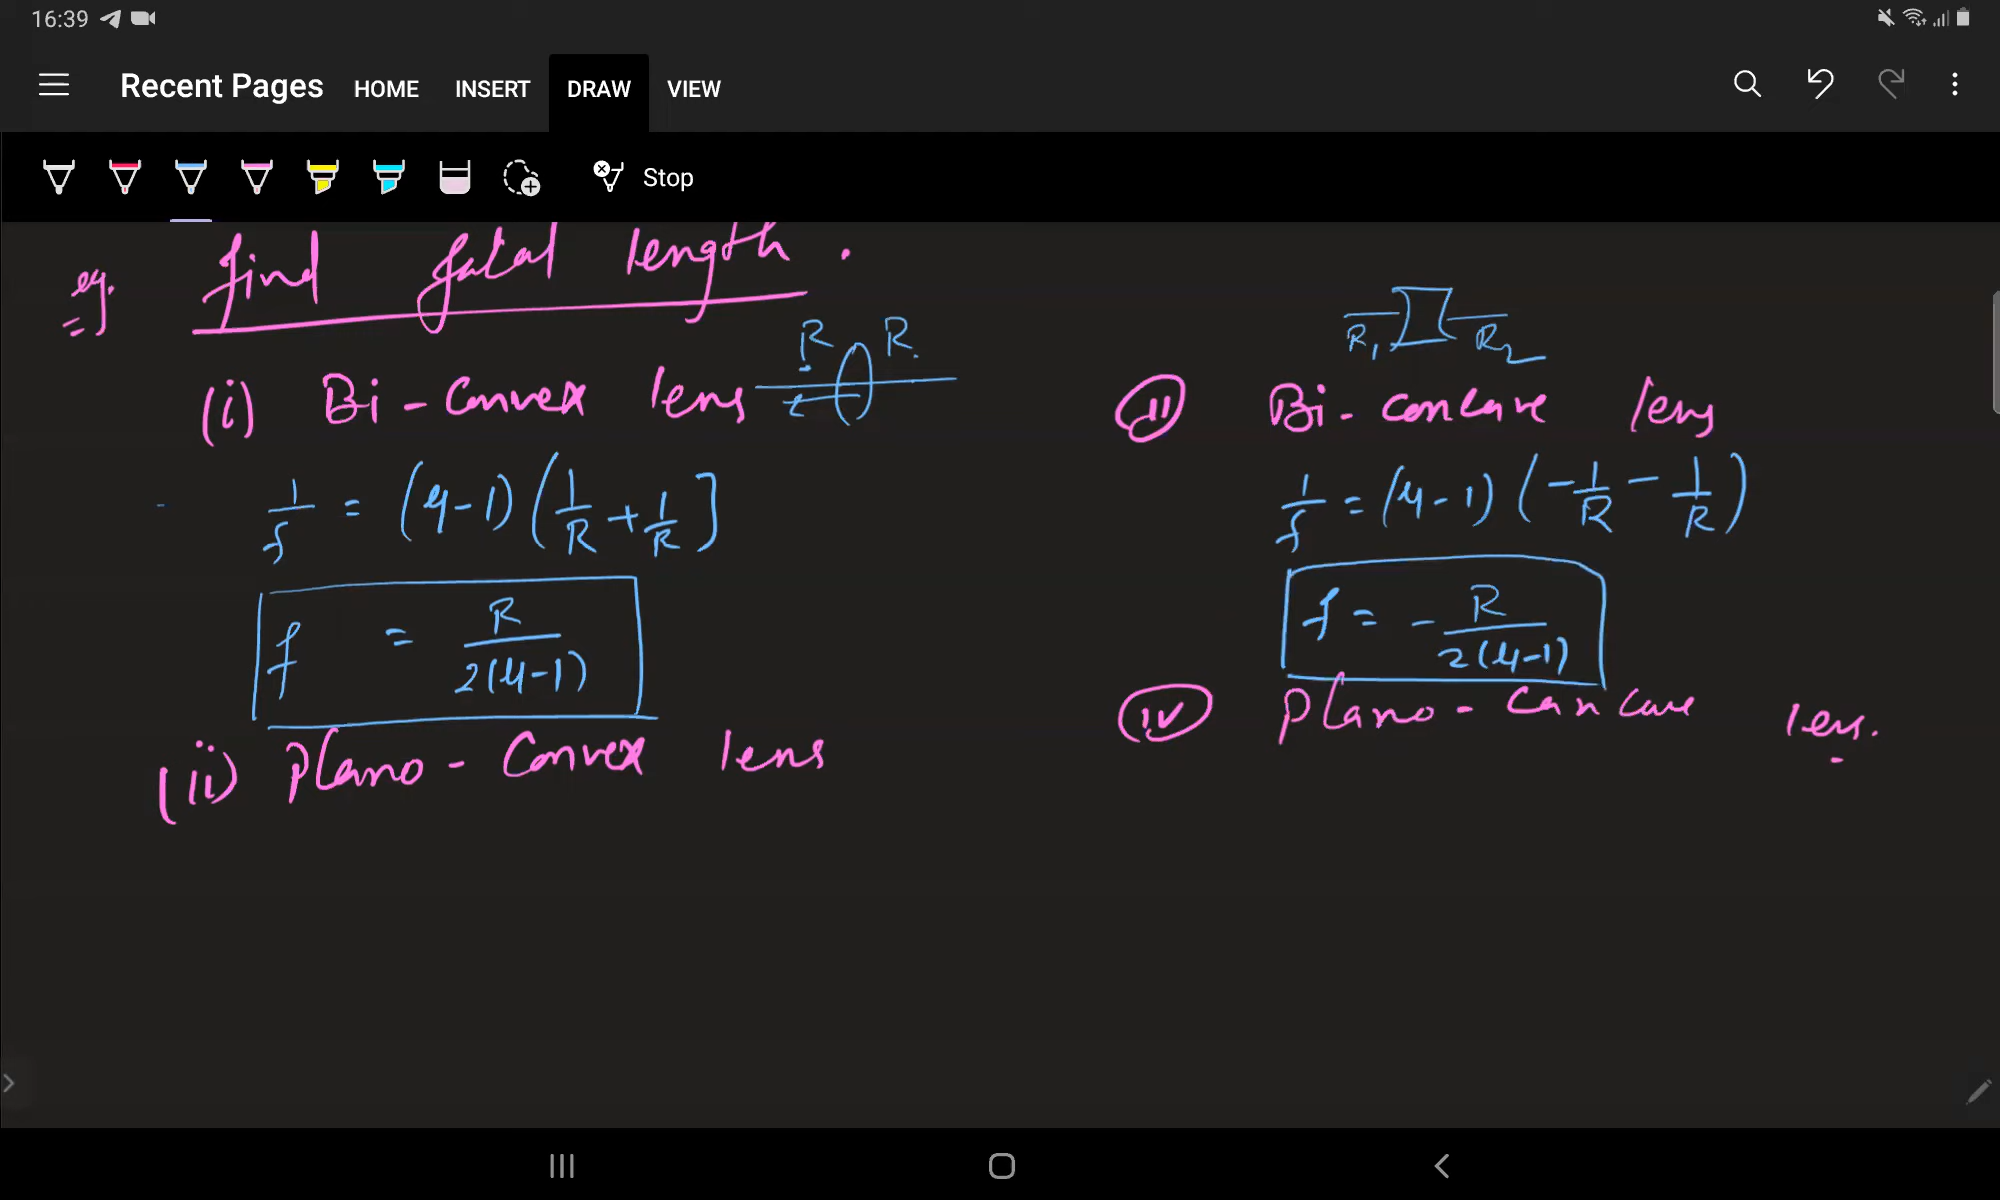 16:39
Recent Pages HOME INSERT DRAW VIEW
Stop
eg. find focal length.
(i) Bi-Convex lens
R R.
1/f = (μ-1)(1/R + 1/R]
f = R/2(μ-1)
(ii) Plano-Convex lens
R₁ R₂
(II) Bi-concave lens
1/f = (μ-1)(-1/R - 1/R)
f = -R/2(μ-1)
(IV) Plano-Concave lens.